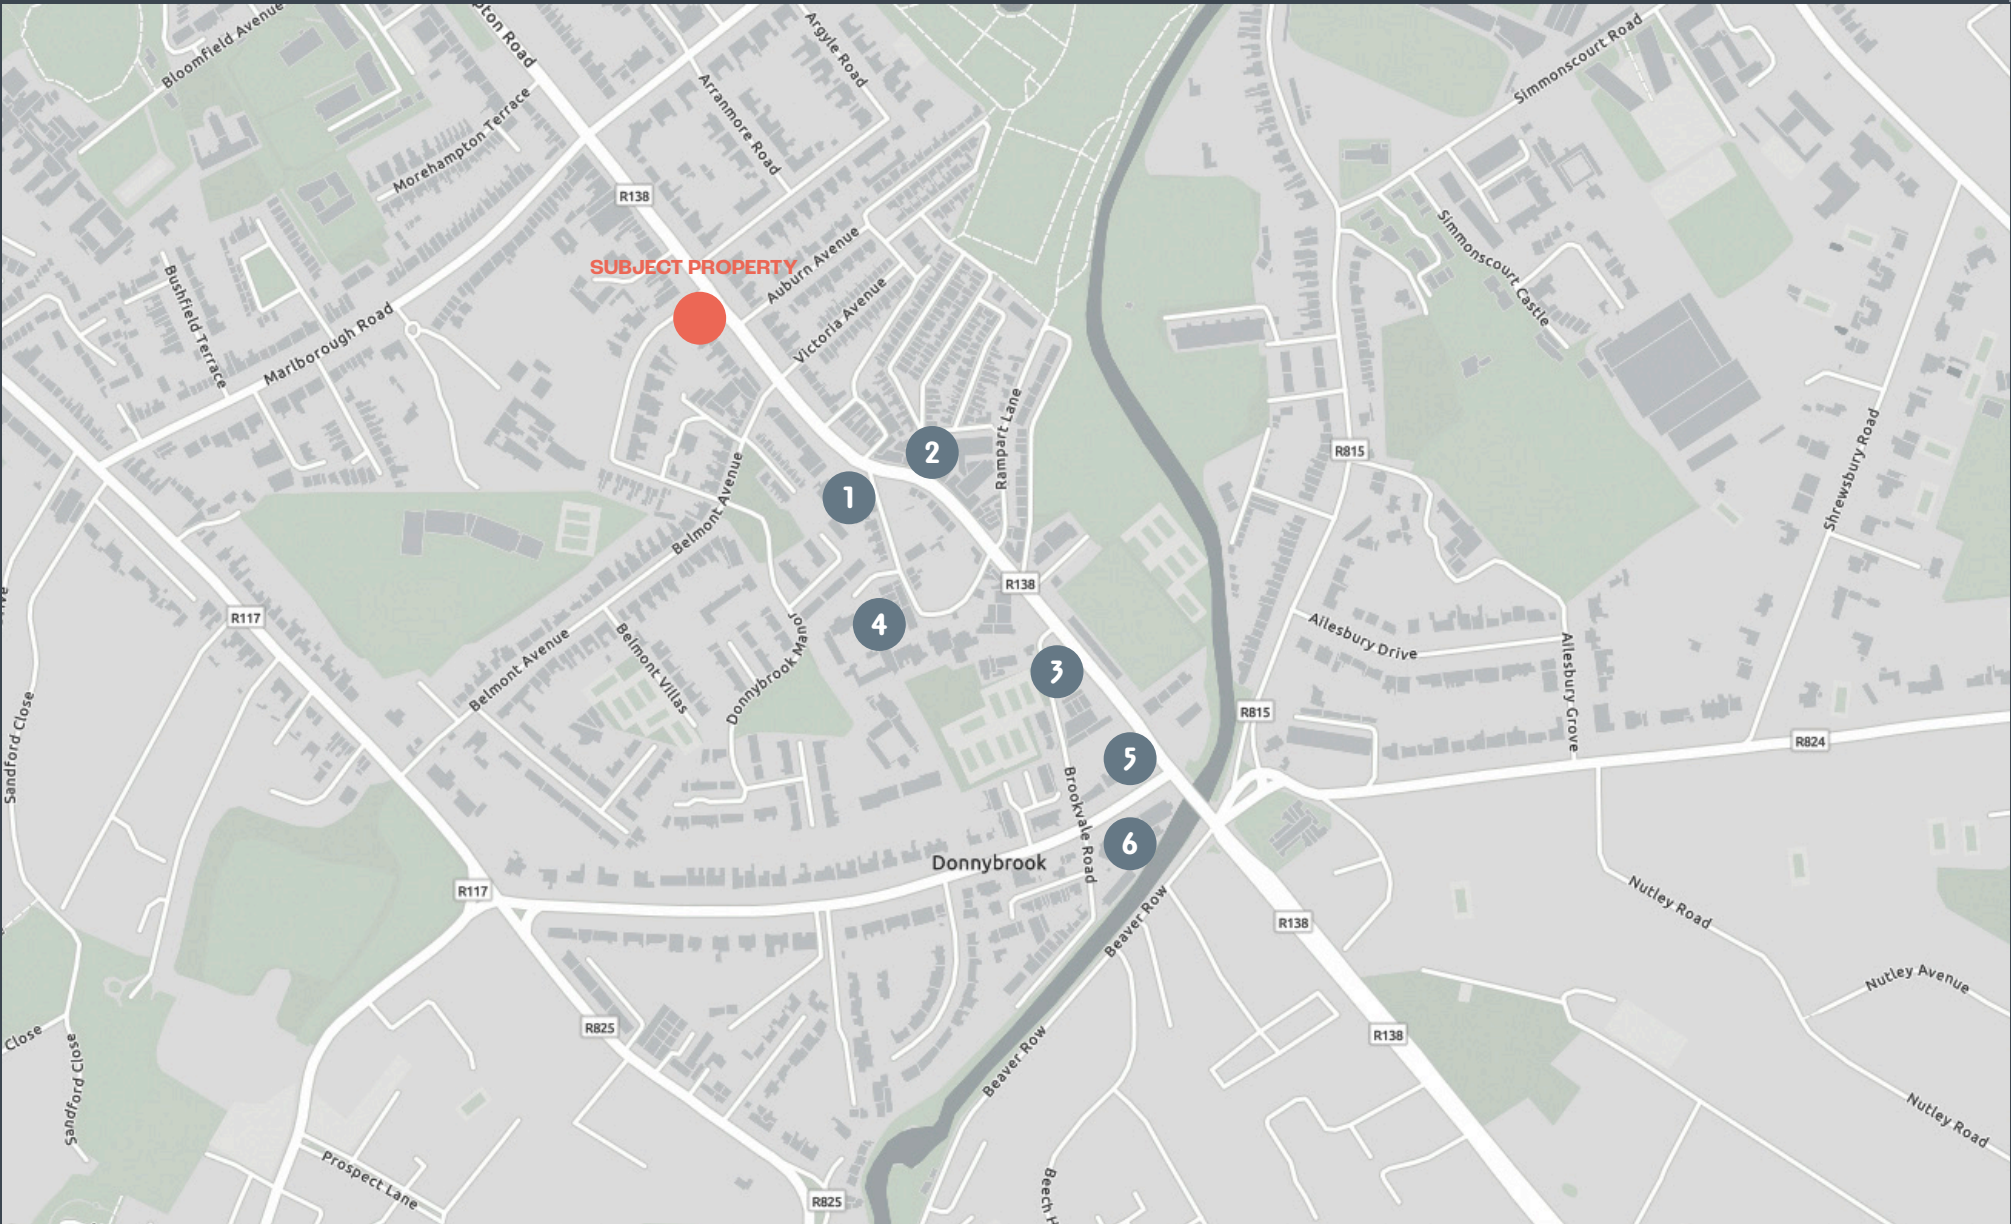 Bloomfield Avenue
pton Road
Argyle Road
Simmonscourt Road
Morehampton Terrace
Arranmore Road
R138
SUBJECT PROPERTY
Auburn Avenue
Victoria Avenue
Simmonscourt Castle
Bushfield Terrace
Marlborough Road
Rampart Lane
2
R815
1
Shrewsbury Road
Belmont Avenue
R138
R117
4
Belmont Avenue
Belmont Villas
Donnybrook Manor
3
Ailesbury Drive
Ailesbury Grove
Sandford Close
R815
R824
5
Brookvale Road
6
Donnybrook
R117
Beaver Row
Nutley Road
R138
Nutley Avenue
R825
Close
Sandford Close
Beaver Row
R138
Nutley Road
Prospect Lane
Beech H
R825